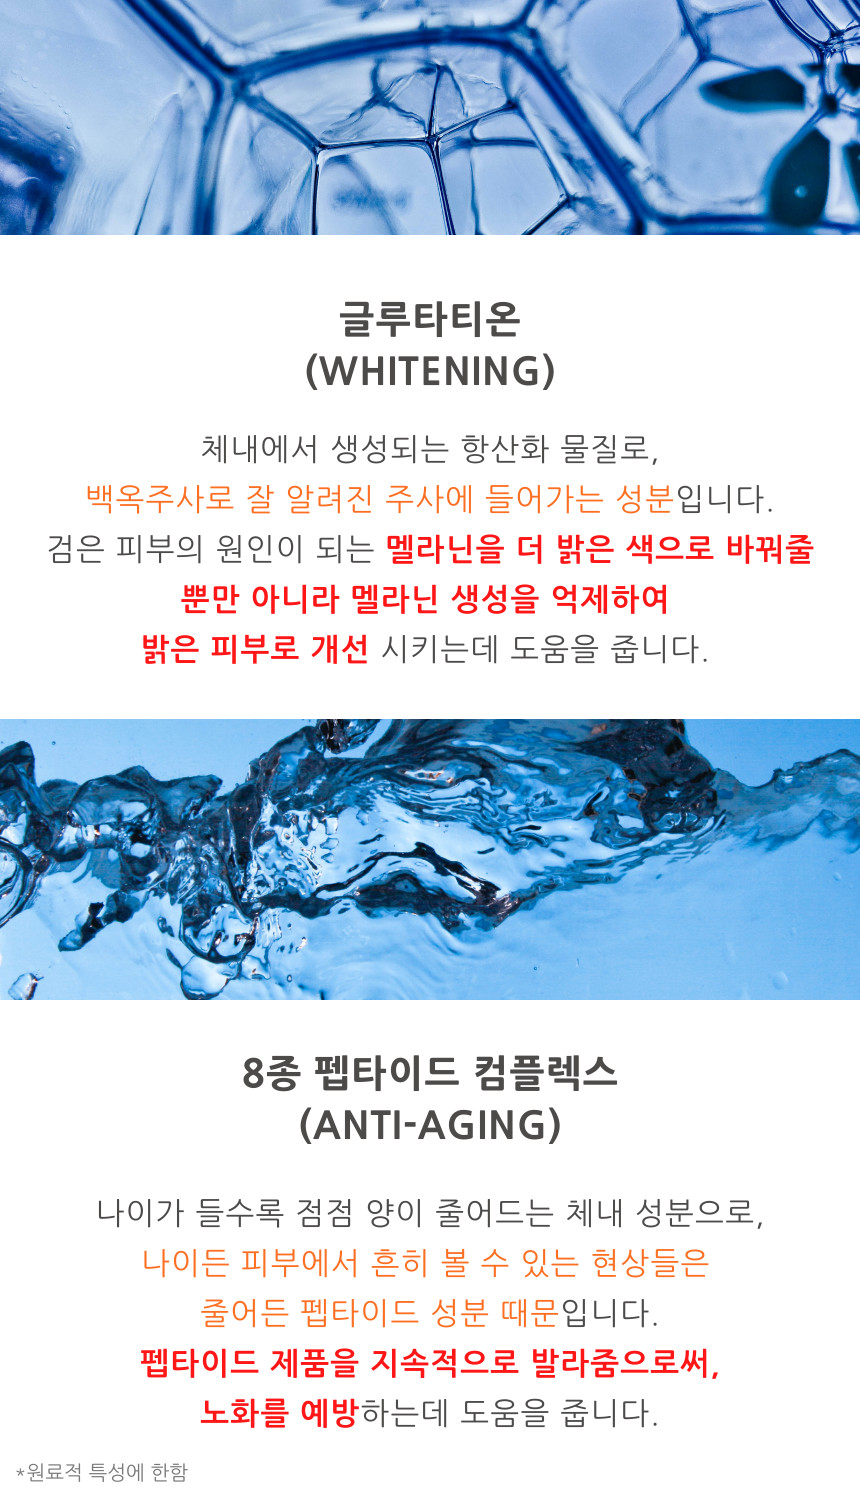 글루타티온
(WHITENING)
체내에서 생성되는 항산화 물질로,
백옥주사로 잘 알려진 주사에 들어가는 성분입니다.
검은 피부의 원인이 되는 멜라닌을 더 밝은 색으로 바꿔줄
뿐만 아니라 멜라닌 생성을 억제하여
밝은 피부로 개선 시키는데 도움을 줍니다.
8종 펩타이드 컴플렉스
(ANTI-AGING)
나이가 들수록 점점 양이 줄어드는 체내 성분으로,
나이든 피부에서 흔히 볼 수 있는 현상들은
줄어든 펩타이드 성분 때문입니다.
펩타이드 제품을 지속적으로 발라줌으로써,
노화를 예방하는데 도움을 줍니다.
*원료적 특성에 한함